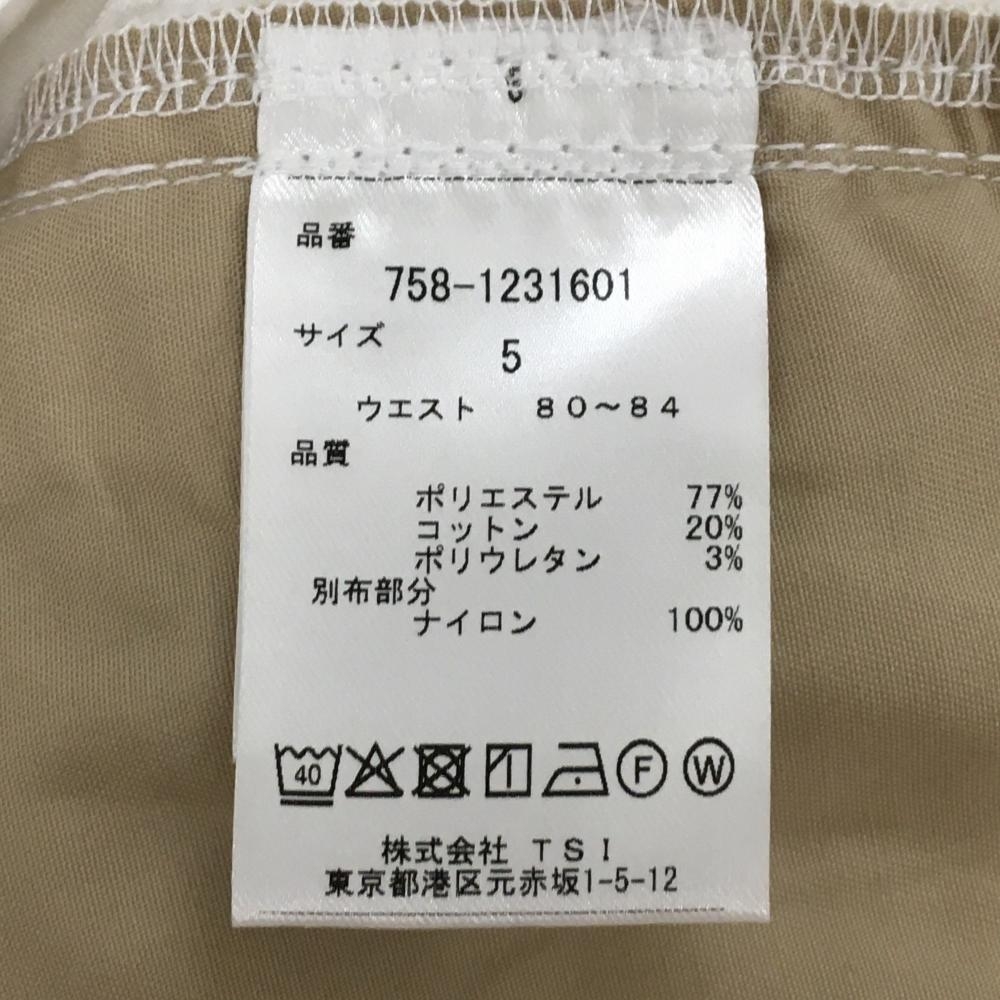 品番
758-1231601
サイズ
5
ウエスト 80〜84
品質
ポリエステル 77%
コットン 20%
ポリウレタン 3%
別布部分
ナイロン 100%
40 F W
株式会社 TSI
東京都港区元赤坂1-5-12